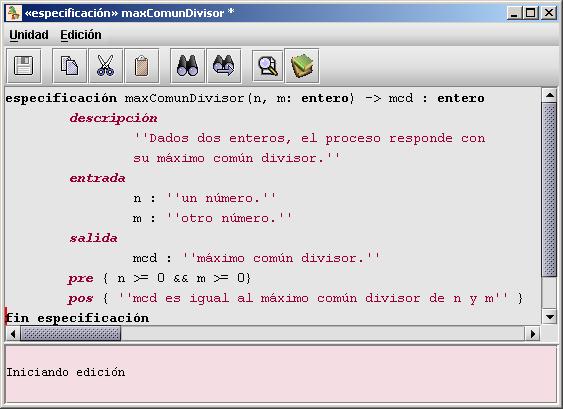 «especificación» maxComunDivisor *
Unidad Edición
especificación maxComunDivisor(n, m: entero) -> mcd : entero
descripción
''Dados dos enteros, el proceso responde con
su máximo común divisor.''
entrada
n : ''un número.''
m : ''otro número.''
salida
mcd : ''máximo común divisor.''
pre { n >= 0 && m >= 0}
pos { ''mcd es igual al máximo común divisor de n y m'' }
fin especificación
Iniciando edición